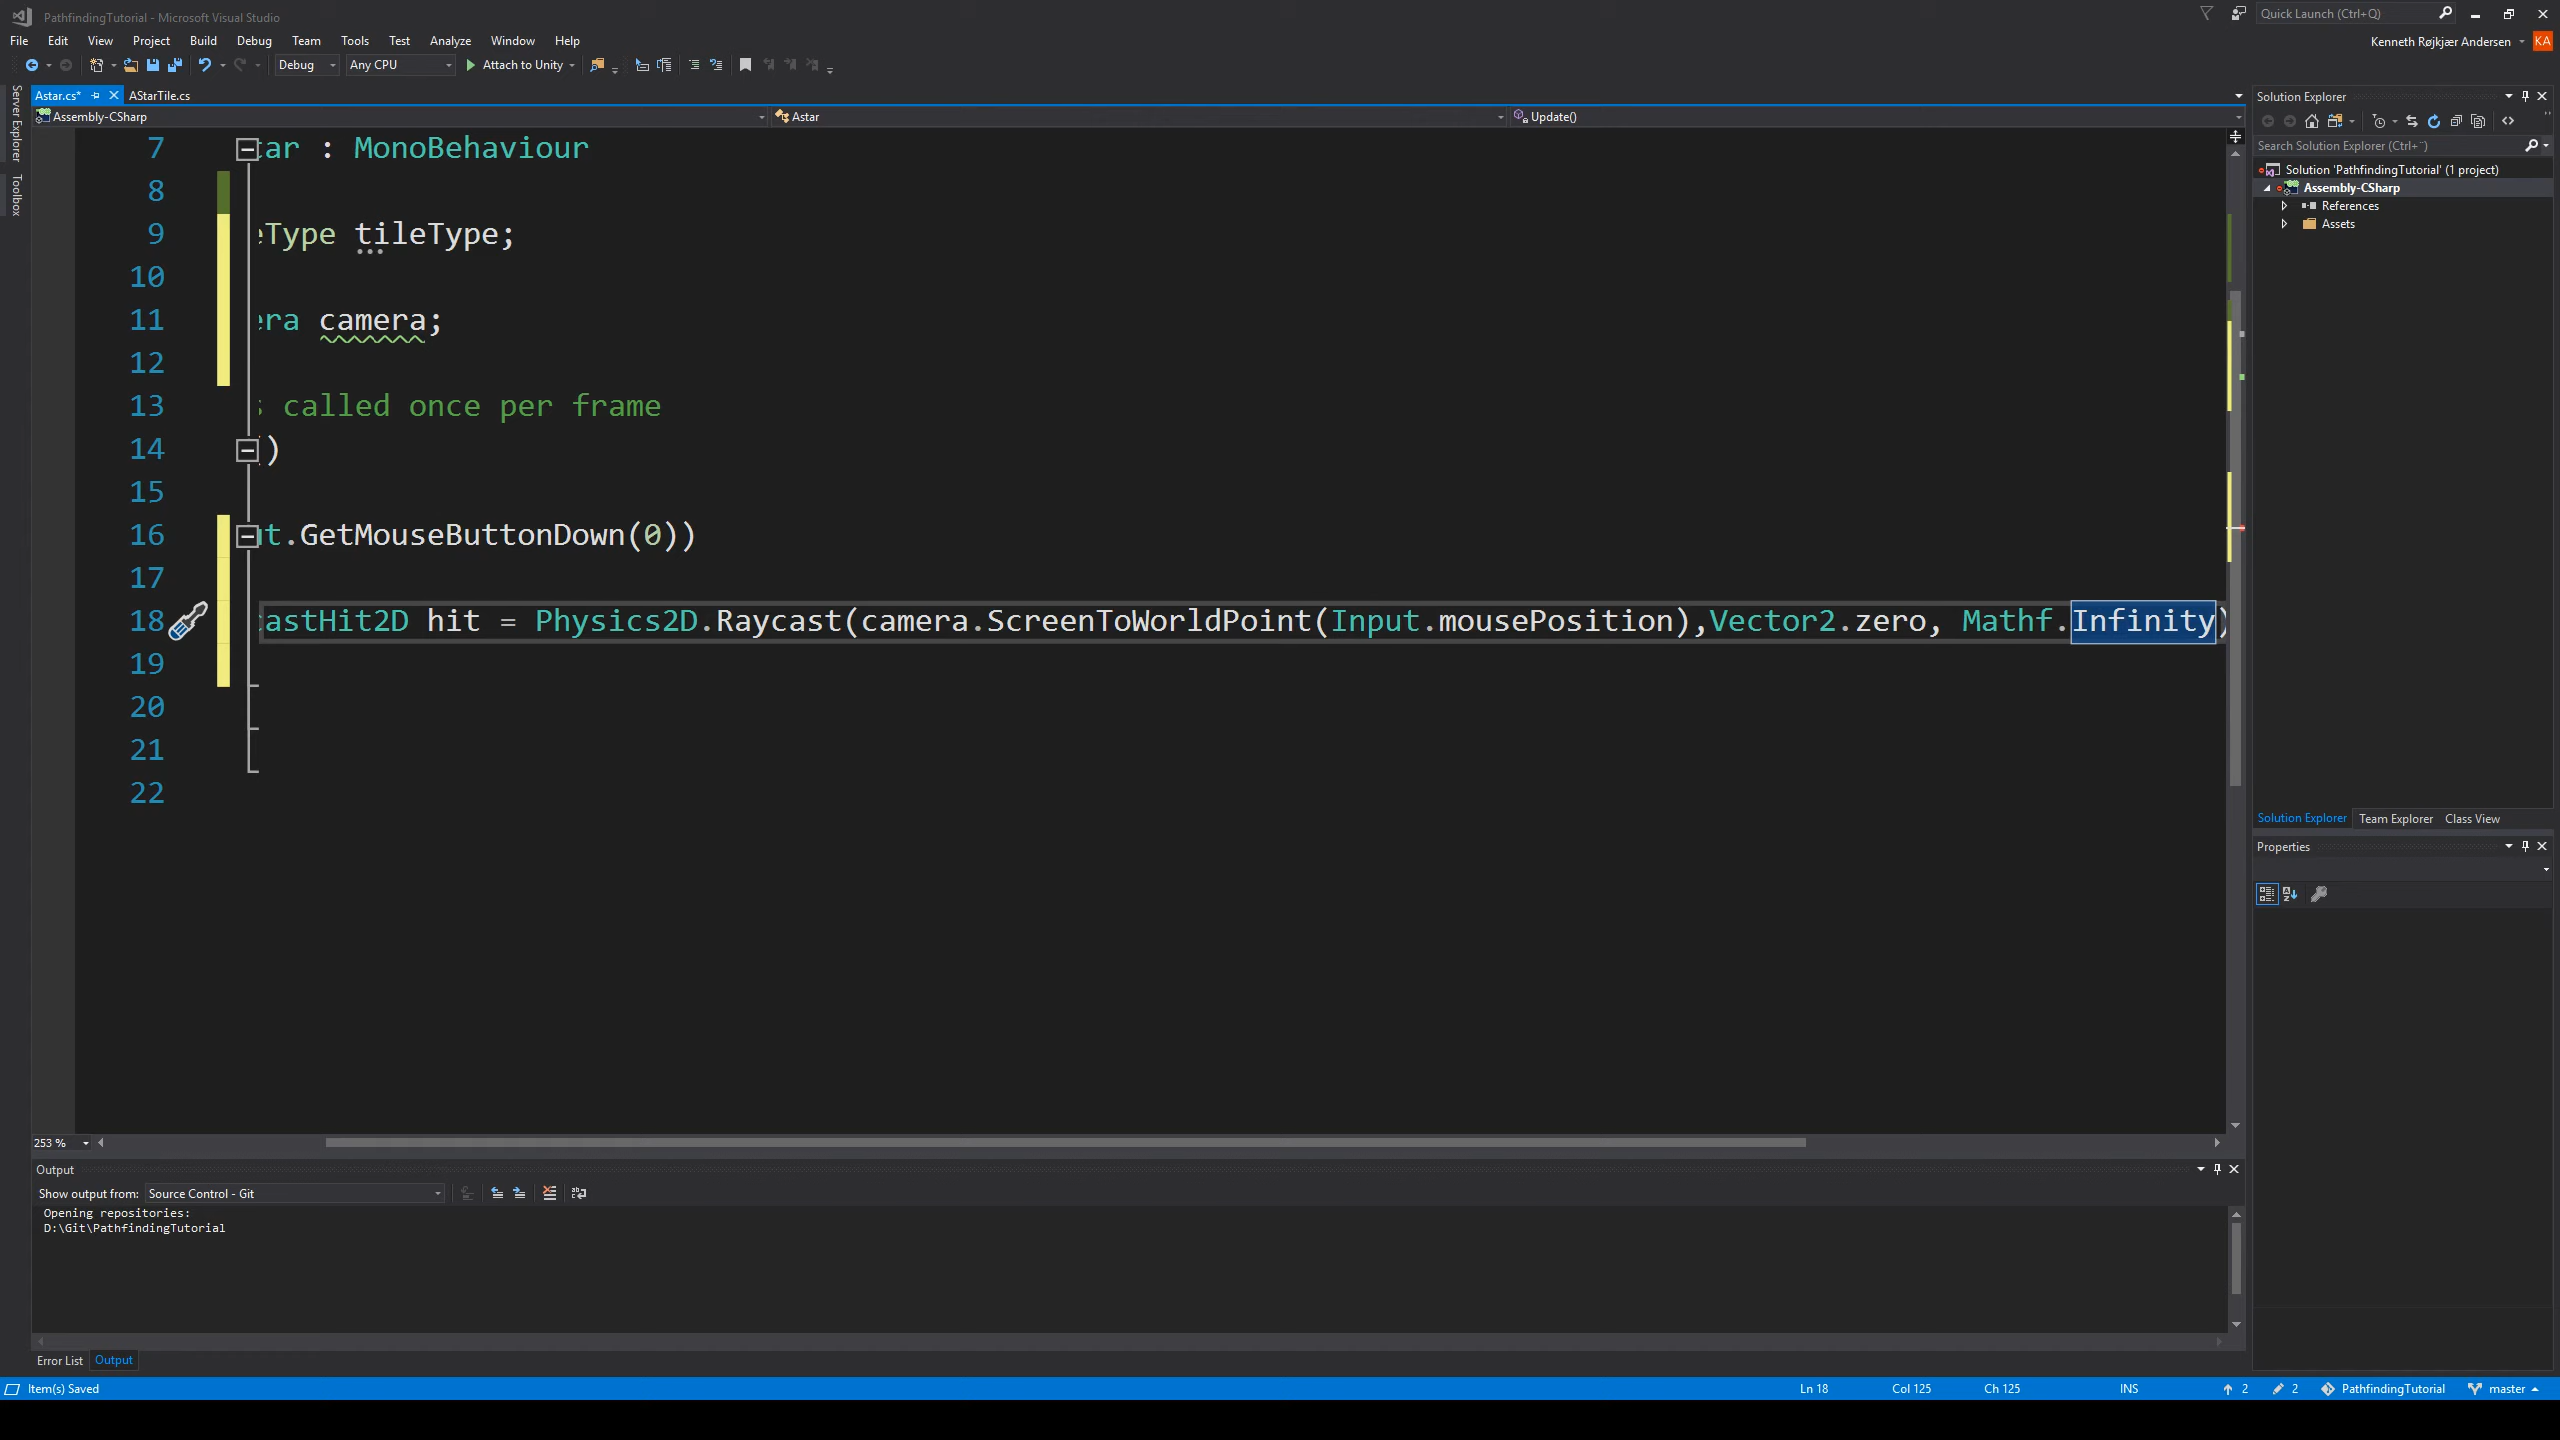 PathfindingTutorial - Microsoft Visual Studio
Quick Launch (Ctrl+Q)
File Edit View Project Build Debug Team Tools Test Analyze Window Help
Kenneth Røjkjær Andersen KA
Debug Any CPU Attach to Unity
Server Explorer
Toolbox
Astar.cs* AStarTile.cs
Assembly-CSharp Astar Update()
7 tar : MonoBehaviour
8
9 eType tileType;
10
11 era camera;
12
13 s called once per frame
14 ()
15
16 ut.GetMouseButtonDown(0))
17
18 castHit2D hit = Physics2D.Raycast(camera.ScreenToWorldPoint(Input.mousePosition),Vector2.zero, Mathf.Infinity)
19
20
21
22
253 %
Solution Explorer
Search Solution Explorer (Ctrl+¨)
Solution 'PathfindingTutorial' (1 project)
Assembly-CSharp
References
Assets
Solution Explorer Team Explorer Class View
Properties
Output
Show output from: Source Control - Git
Opening repositories:
D:\Git\PathfindingTutorial
Error List Output
Item(s) Saved Ln 18 Col 125 Ch 125 INS 2 2 PathfindingTutorial master